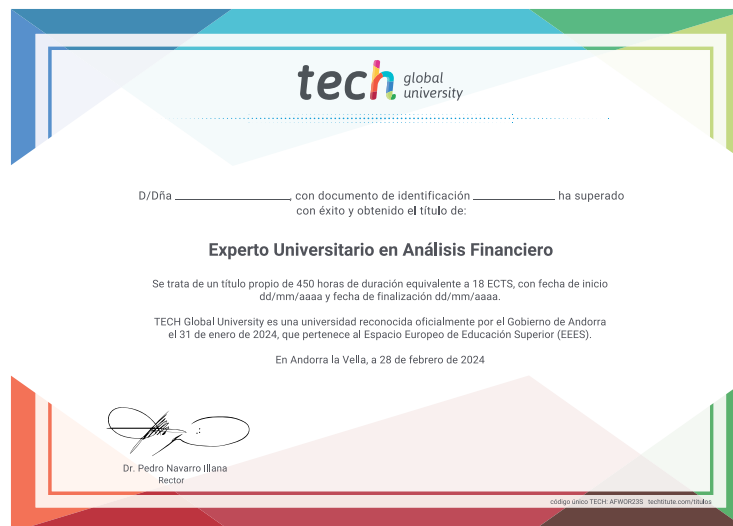 tech global
university
D/Dña ______________, con documento de identificación __________ ha superado
con éxito y obtenido el título de:
Experto Universitario en Análisis Financiero
Se trata de un título propio de 450 horas de duración equivalente a 18 ECTS, con fecha de inicio
dd/mm/aaaa y fecha de finalización dd/mm/aaaa.
TECH Global University es una universidad reconocida oficialmente por el Gobierno de Andorra
el 31 de enero de 2024, que pertenece al Espacio Europeo de Educación Superior (EEES).
En Andorra la Vella, a 28 de febrero de 2024
Dr. Pedro Navarro Illana
Rector
código único TECH: AFWOR23S techtitute.com/titulos